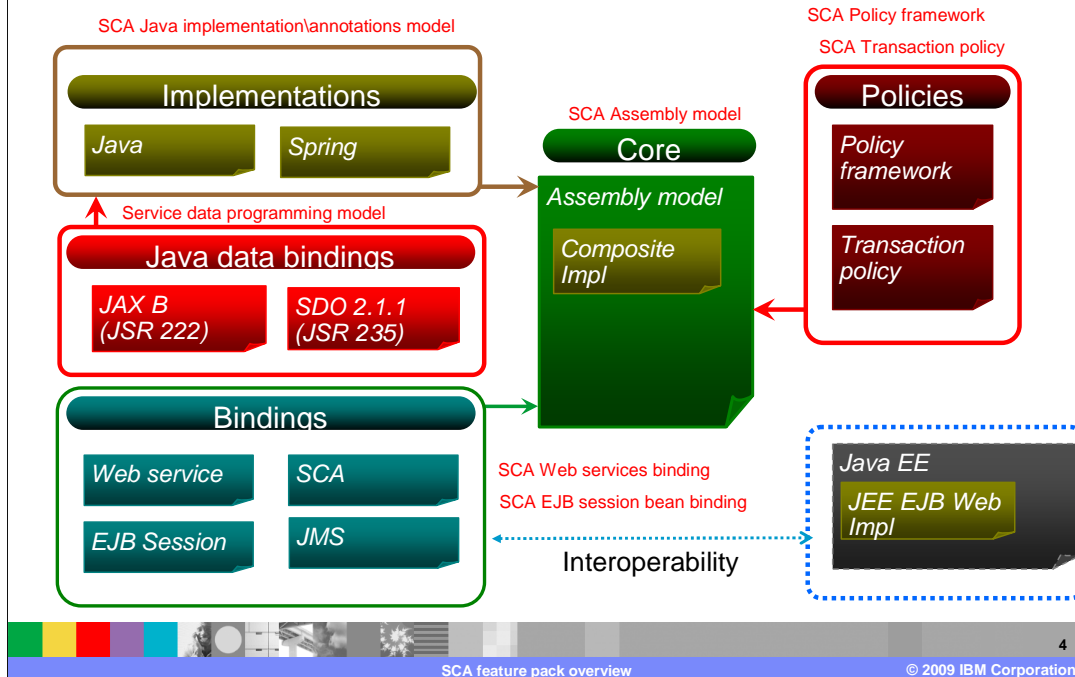 SCA Java implementation\annotations model
Implementations
Java
Spring
Service data programming model
Java data bindings
JAX B
(JSR 222)
SDO 2.1.1
(JSR 235)
Bindings
Web service
SCA
EJB Session
JMS
SCA Assembly model
Core
Assembly model
Composite
Impl
SCA Policy framework
SCA Transaction policy
Policies
Policy
framework
Transaction
policy
SCA Web services binding
SCA EJB session bean binding
Interoperability
Java EE
JEE EJB Web
Impl
4
SCA feature pack overview
© 2009 IBM Corporation